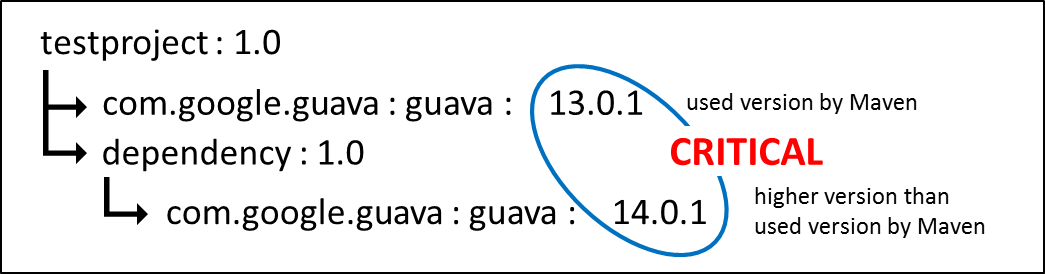 testproject : 1.0
com.google.guava : guava : 13.0.1 used version by Maven
dependency : 1.0 CRITICAL
com.google.guava : guava : 14.0.1 higher version than
used version by Maven